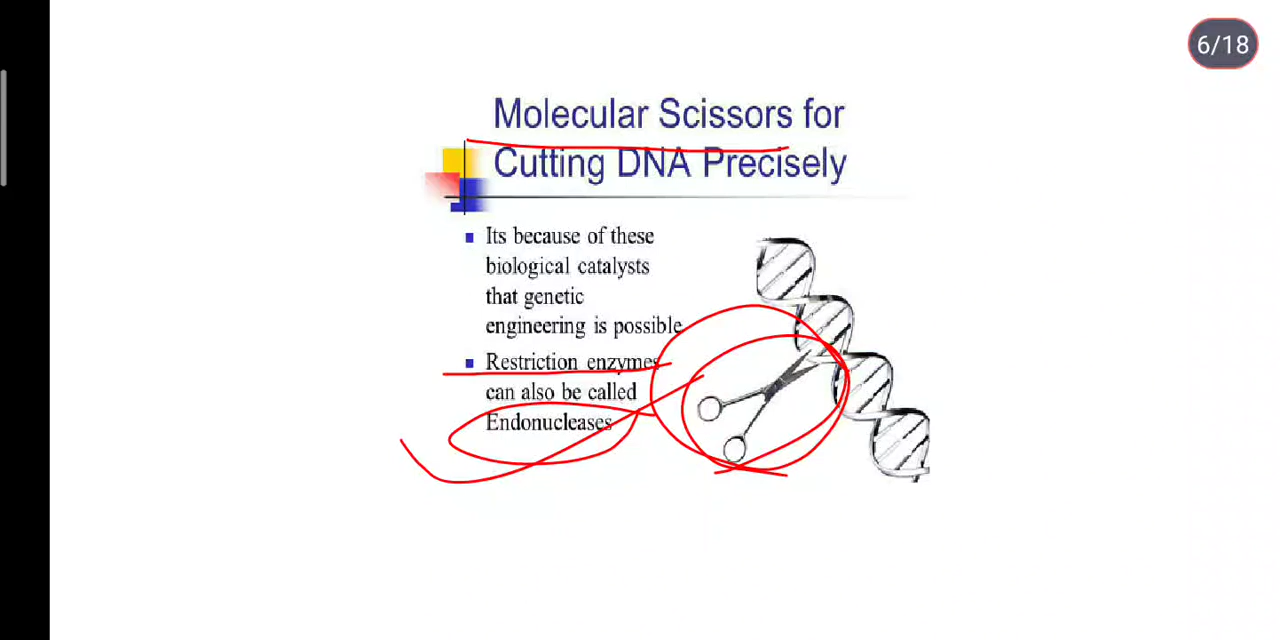 6/18
Molecular Scissors for
Cutting DNA Precisely
Its because of these
biological catalysts
that genetic
engineering is possible
Restriction enzymes
can also be called
Endonucleases